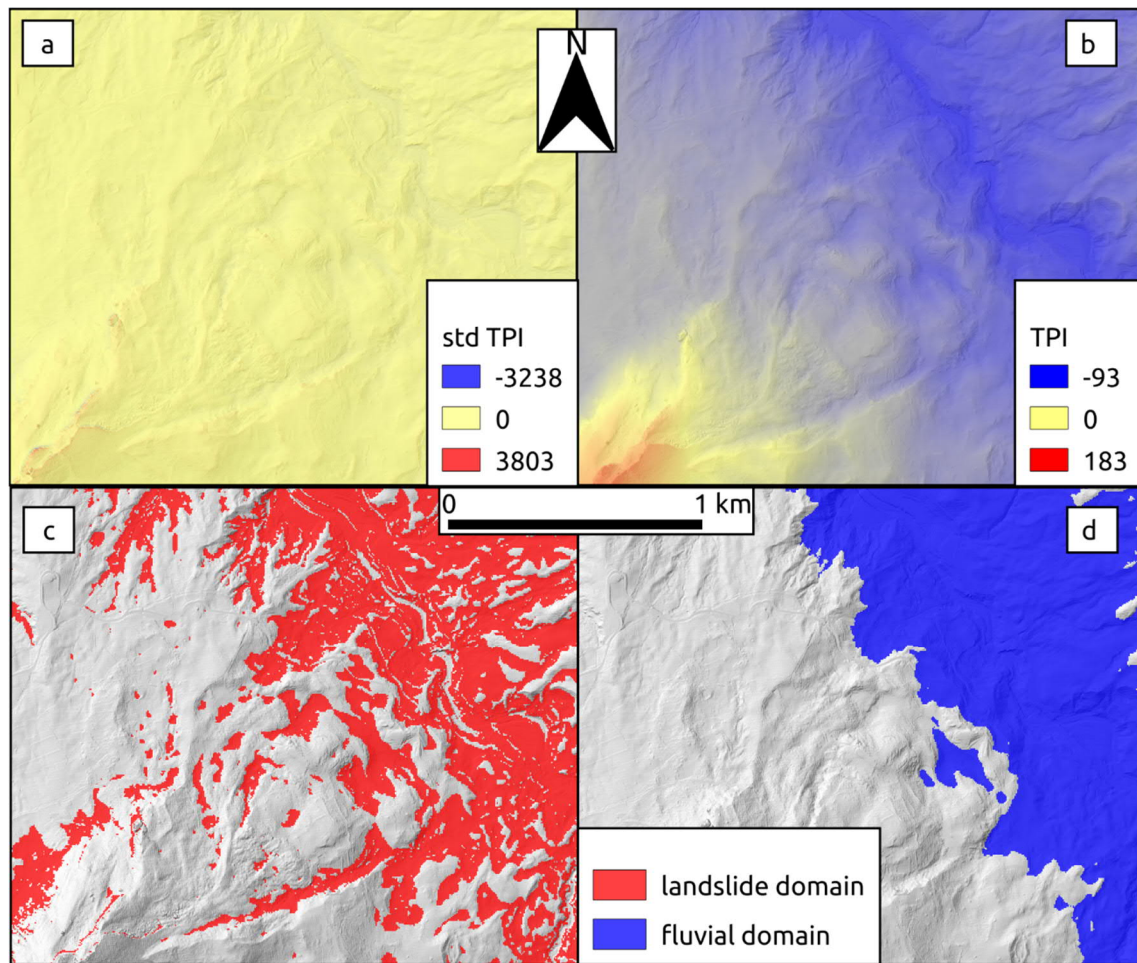 a
N
b
std TPI
-3238
0
3803
TPI
-93
0
183
c
0
1 km
d
landslide domain
fluvial domain